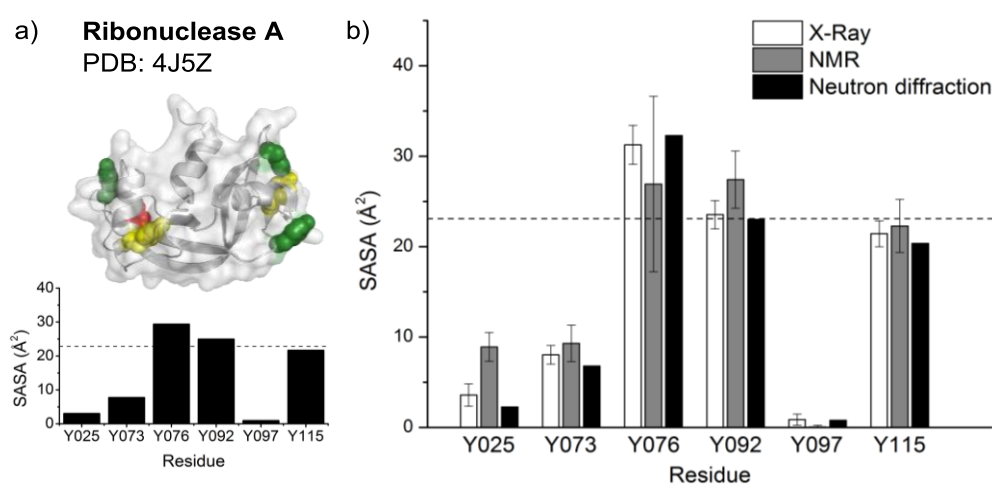 a)
Ribonuclease A
PDB: 4J5Z
40
30
20
10
0
SASA (Å²)
Y025 Y073 Y076 Y092 Y097 Y115
Residue
b)
X-Ray
NMR
Neutron diffraction
40
30
20
10
0
SASA (Å²)
Y025 Y073 Y076 Y092 Y097 Y115
Residue